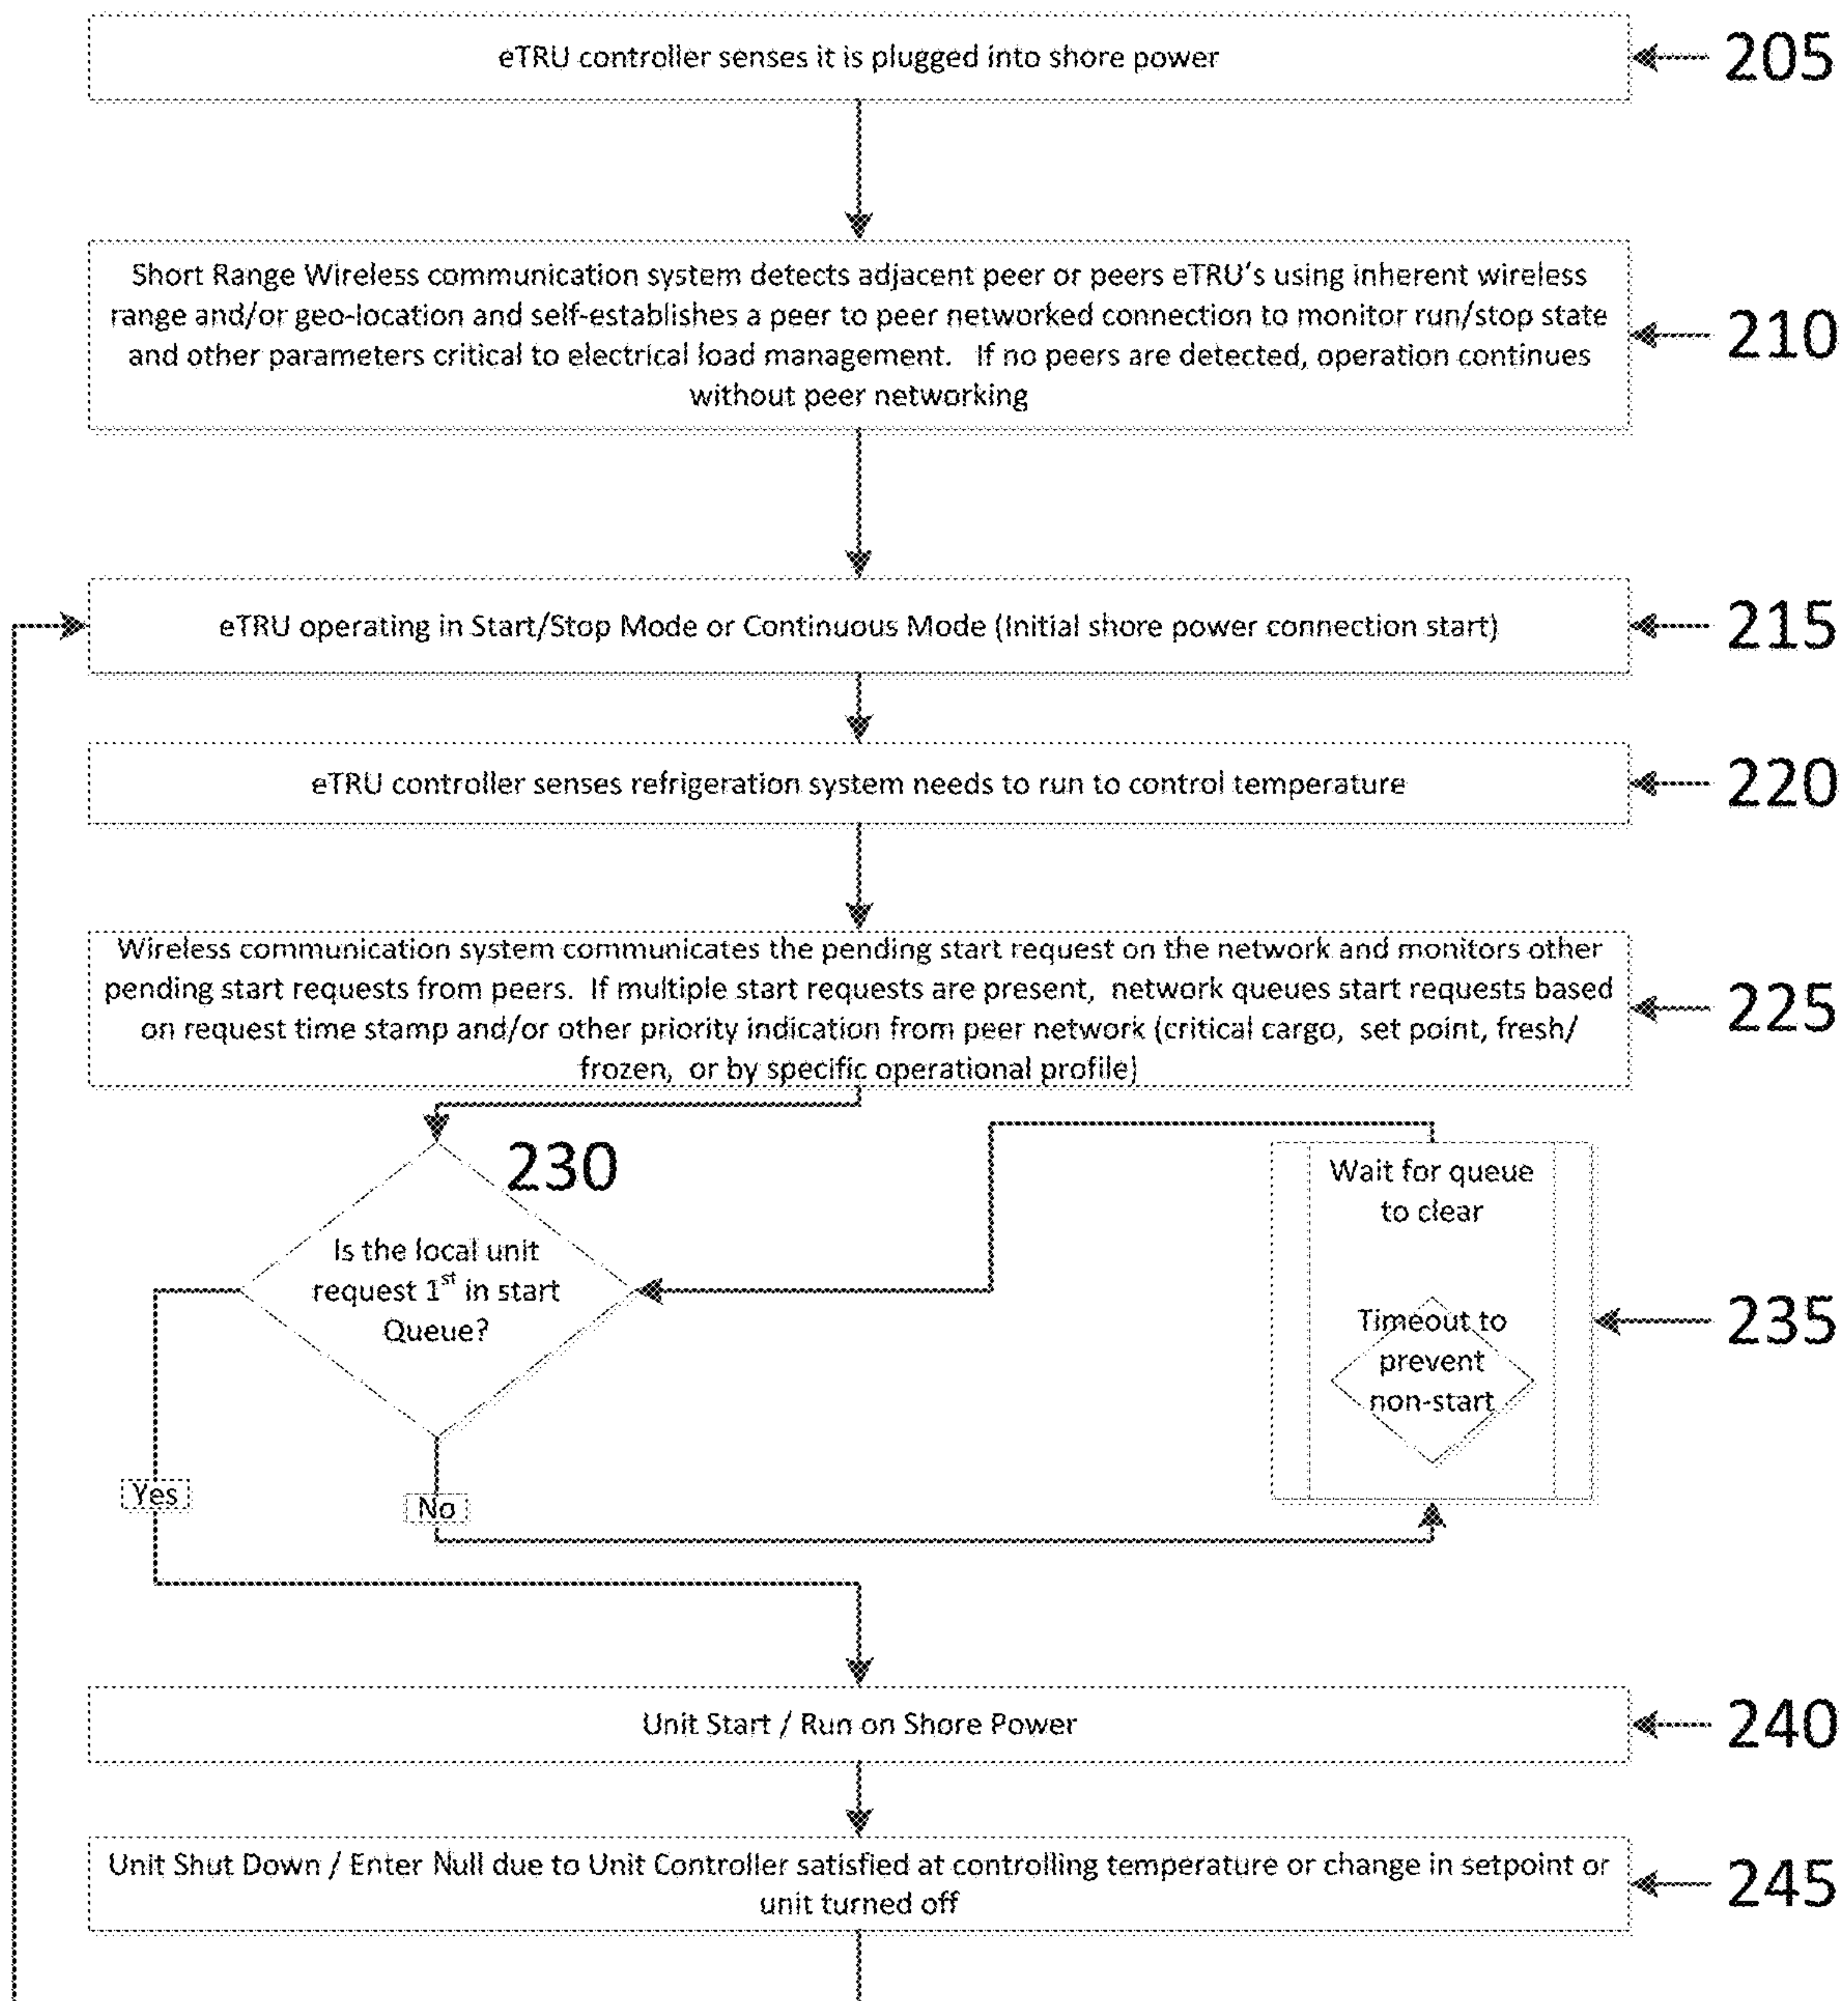 eTRU controller senses it is plugged into shore power
205
Short Range Wireless communication system detects adjacent peer or peers eTRU's using inherent wireless
range and/or geo-location and self-establishes a peer to peer networked connection to monitor run/stop state
and other parameters critical to electrical load management. If no peers are detected, operation continues
without peer networking
210
eTRU operating in Start/Stop Mode or Continuous Mode (Initial shore power connection start)
215
eTRU controller senses refrigeration system needs to run to control temperature
220
Wireless communication system communicates the pending start request on the network and monitors other
pending start requests from peers. If multiple start requests are present, network queues start requests based
on request time stamp and/or other priority indication from peer network (critical cargo, set point, fresh/
frozen, or by specific operational profile)
225
230
Is the local unit
request 1st in start
Queue?
Wait for queue
to clear
Timeout to
prevent
non-start
235
Yes
No
Unit Start / Run on Shore Power
240
Unit Shut Down / Enter Null due to Unit Controller satisfied at controlling temperature or change in setpoint or
unit turned off
245